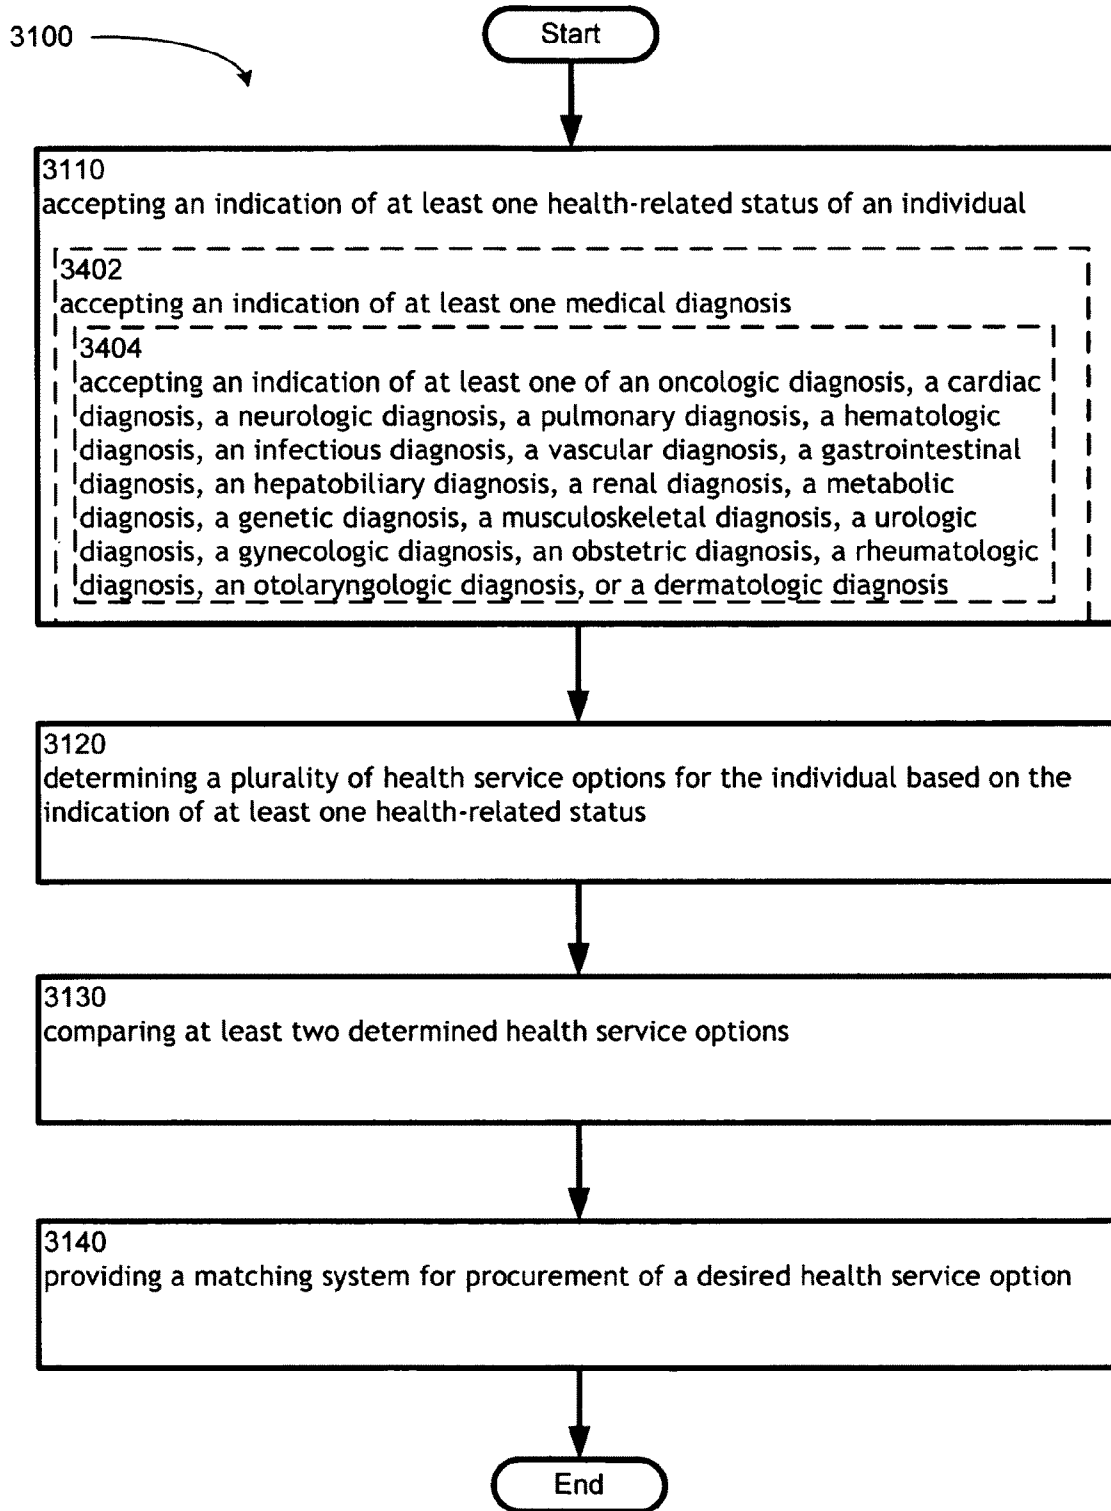 3100
Start
3110
accepting an indication of at least one health-related status of an individual
3402
accepting an indication of at least one medical diagnosis
3404
accepting an indication of at least one of an oncologic diagnosis, a cardiac
diagnosis, a neurologic diagnosis, a pulmonary diagnosis, a hematologic
diagnosis, an infectious diagnosis, a vascular diagnosis, a gastrointestinal
diagnosis, an hepatobiliary diagnosis, a renal diagnosis, a metabolic
diagnosis, a genetic diagnosis, a musculoskeletal diagnosis, a urologic
diagnosis, a gynecologic diagnosis, an obstetric diagnosis, a rheumatologic
diagnosis, an otolaryngologic diagnosis, or a dermatologic diagnosis
3120
determining a plurality of health service options for the individual based on the
indication of at least one health-related status
3130
comparing at least two determined health service options
3140
providing a matching system for procurement of a desired health service option
End